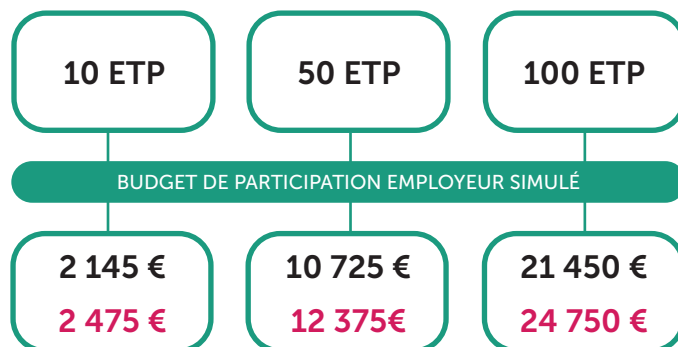 10 ETP
50 ETP
100 ETP
BUDGET DE PARTICIPATION EMPLOYEUR SIMULÉ
2 145 €
2 475 €
10 725 €
12 375€
21 450 €
24 750 €